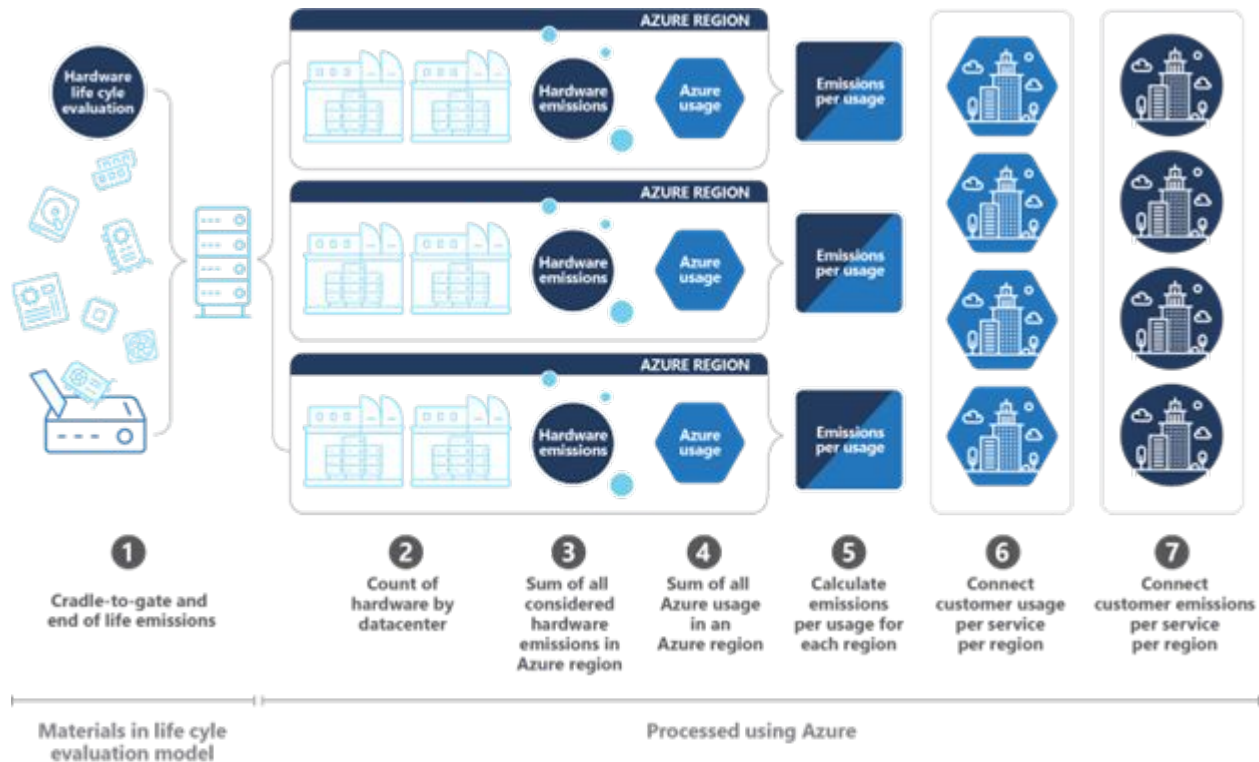 AZURE REGION
Hardware
life cyle
evaluation
Hardware
emissions
Azure
usage
Emissions
per usage
AZURE REGION
Hardware
emissions
Azure
usage
Emissions
per usage
AZURE REGION
Hardware
emissions
Azure
usage
Emissions
per usage
1
Cradle-to-gate and
end of life emissions
2
Count of
hardware by
datacenter
3
Sum of all
considered
hardware
emissions in
Azure region
4
Sum of all
Azure usage
in an
Azure region
5
Calculate
emissions
per usage for
each region
6
Connect
customer usage
per service
per region
7
Connect
customer emissions
per service
per region
Materials in life cyle
evaluation model
Processed using Azure